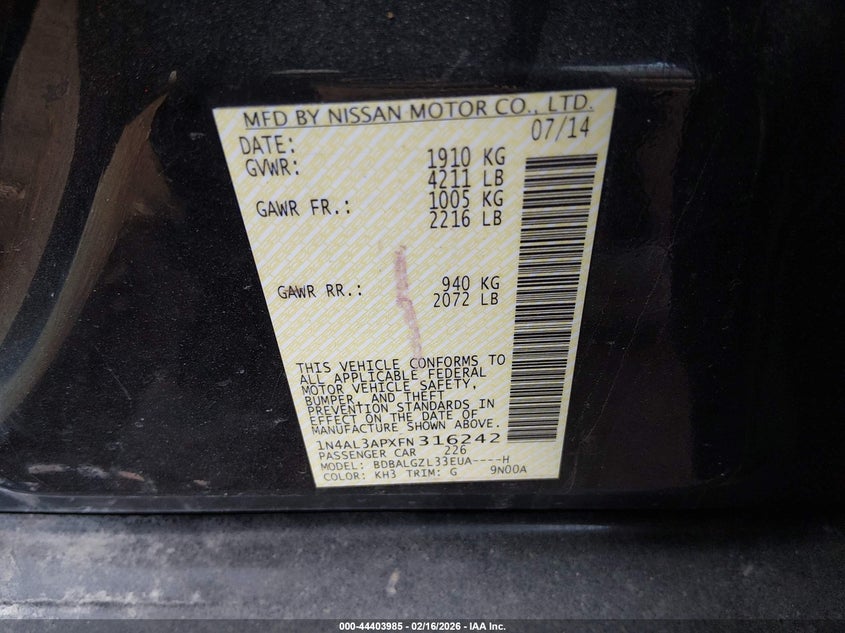 MFD BY NISSAN MOTOR CO., LTD.
DATE: 07/14
GVWR: 1910 KG
4211 LB
GAWR FR.: 1005 KG
2216 LB
GAWR RR.: 940 KG
2072 LB
THIS VEHICLE CONFORMS TO
ALL APPLICABLE FEDERAL
MOTOR VEHICLE SAFETY,
BUMPER, AND THEFT
PREVENTION STANDARDS IN
EFFECT ON THE DATE OF
MANUFACTURE SHOWN ABOVE.
1N4AL3APXFN 316242
PASSENGER CAR 226
MODEL: BDBALGZL33EUA----H
COLOR: KH3 TRIM: G 9N00A
000-44403985 - 02/16/2026 - IAA Inc.